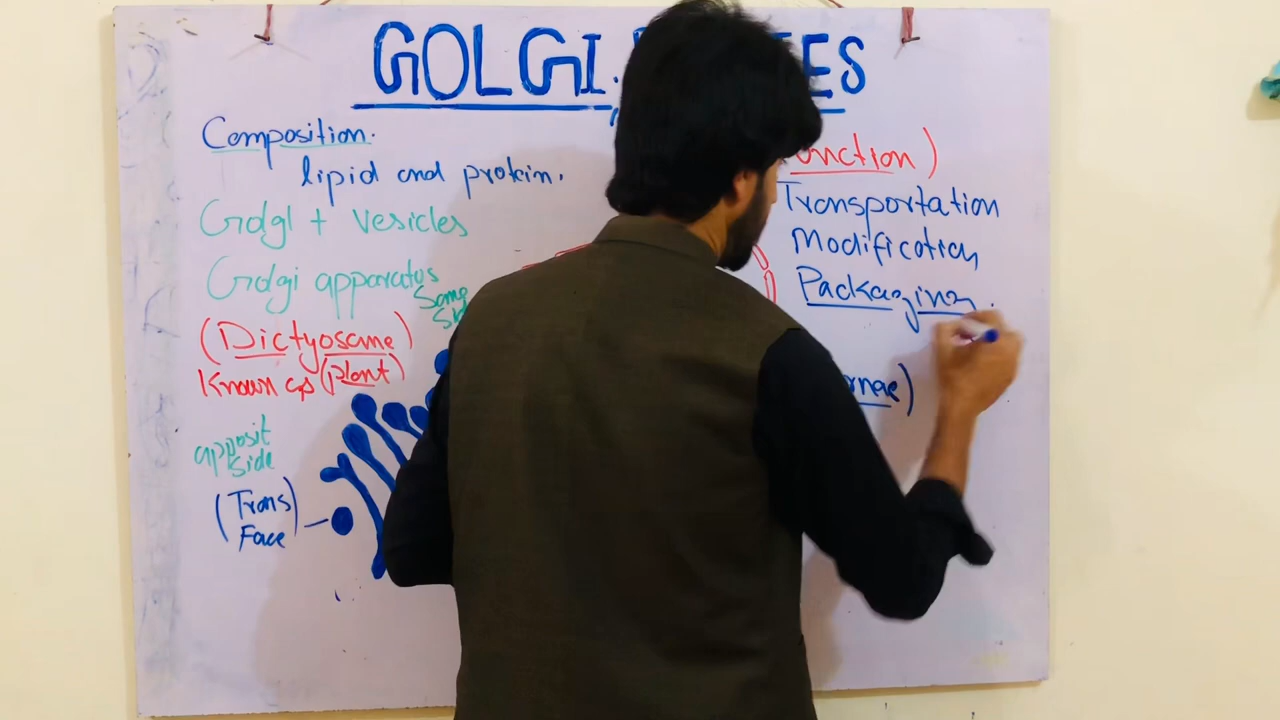 GOLGI
Composition.
lipid and protein.
Golgi + vesicles
Golgi apparatus
Same
(Dictyosome)
Known as (plant)
apposit
side
(Trans
Face)
Transportation
Modification
Packaging.